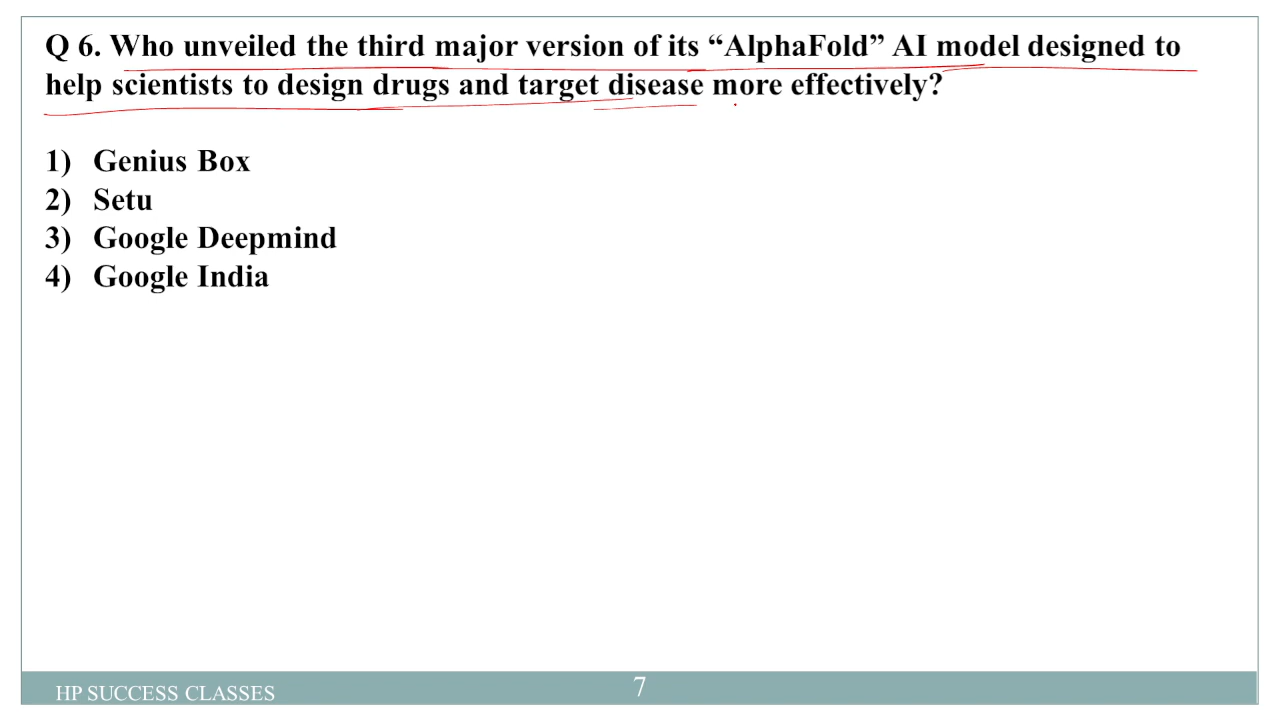 Q 6. Who unveiled the third major version of its “AlphaFold” AI model designed to
help scientists to design drugs and target disease more effectively?
1) Genius Box
2) Setu
3) Google Deepmind
4) Google India
HP SUCCESS CLASSES
7